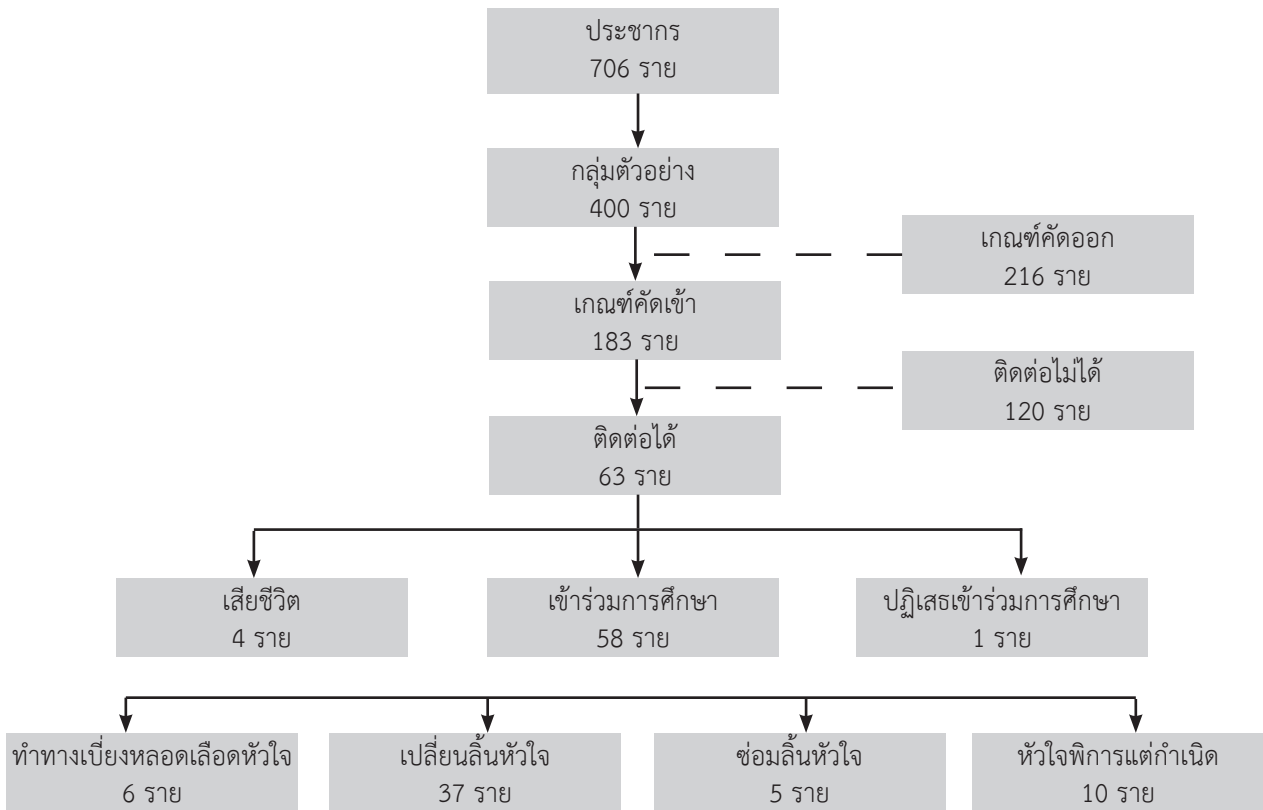 ประชากร
706 ราย
กลุ่มตัวอย่าง
400 ราย
เกณฑ์คัดออก
216 ราย
เกณฑ์คัดเข้า
183 ราย
ติดต่อไม่ได้
120 ราย
ติดต่อได้
63 ราย
เสียชีวิต
4 ราย
เข้าร่วมการศึกษา
58 ราย
ปฏิเสธเข้าร่วมการศึกษา
1 ราย
ทำทางเบี่ยงหลอดเลือดหัวใจ
6 ราย
เปลี่ยนลิ้นหัวใจ
37 ราย
ซ่อมลิ้นหัวใจ
5 ราย
หัวใจพิการแต่กำเนิด
10 ราย